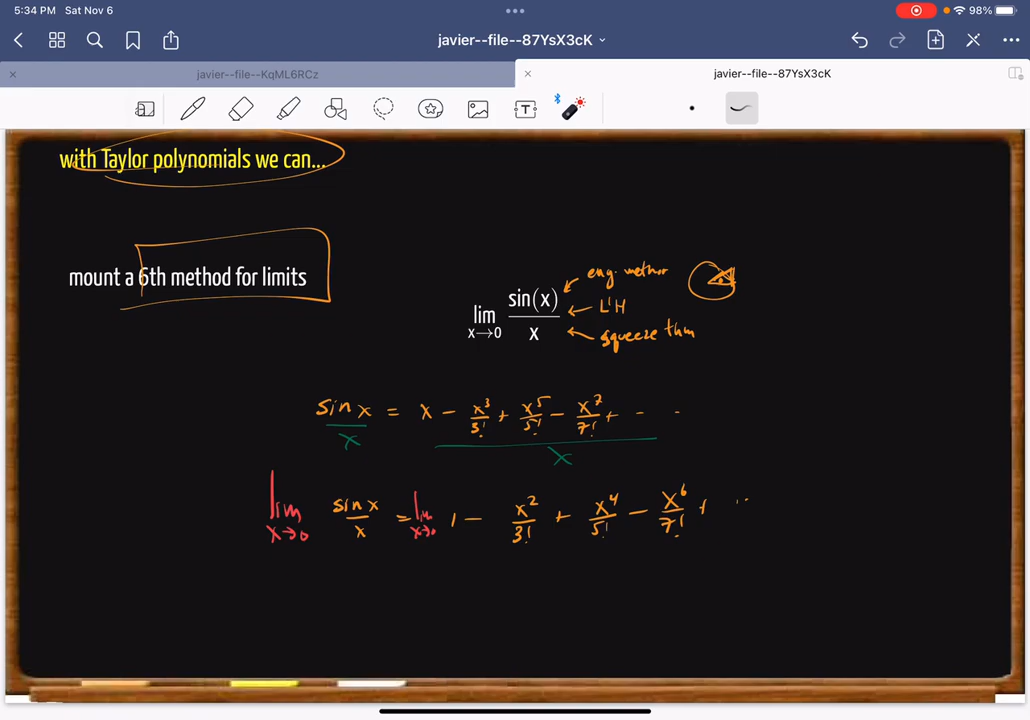 5:34 PM Sat Nov 6
98%
javier--file--87YsX3cK
javier--file--KqML6RCz
javier--file--87YsX3cK
with Taylor polynomials we can...
mount a 6th method for limits
lim x→0 sin(x)/x
eng. method
L'H
squeeze thm
sin x / x = x - x³/3! + x⁵/5! - x⁷/7! + - - / x
lim x→0 sin x / x = lim x→0 1 - x²/3! + x⁴/5! - x⁶/7! + ...